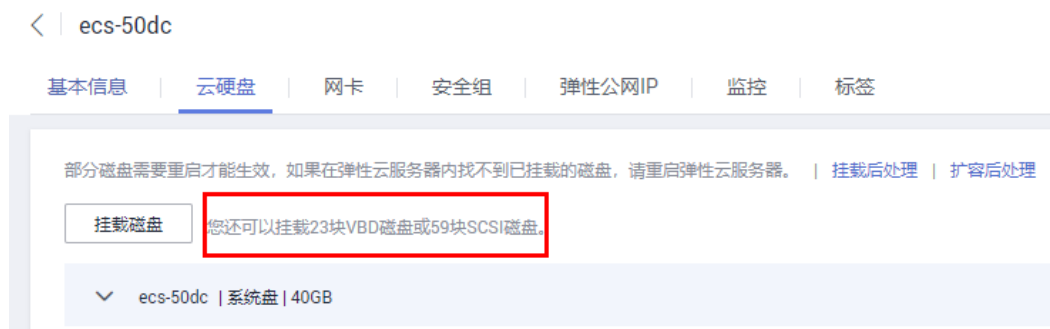 ecs-50dc
基本信息 云硬盘 网卡 安全组 弹性公网IP 监控 标签
部分磁盘需要重启才能生效，如果在弹性云服务器内找不到已挂载的磁盘，请重启弹性云服务器。 | 挂载后处理 | 扩容后处理
挂载磁盘 您还可以挂载23块VBD磁盘或59块SCSI磁盘。
ecs-50dc | 系统盘 | 40GB